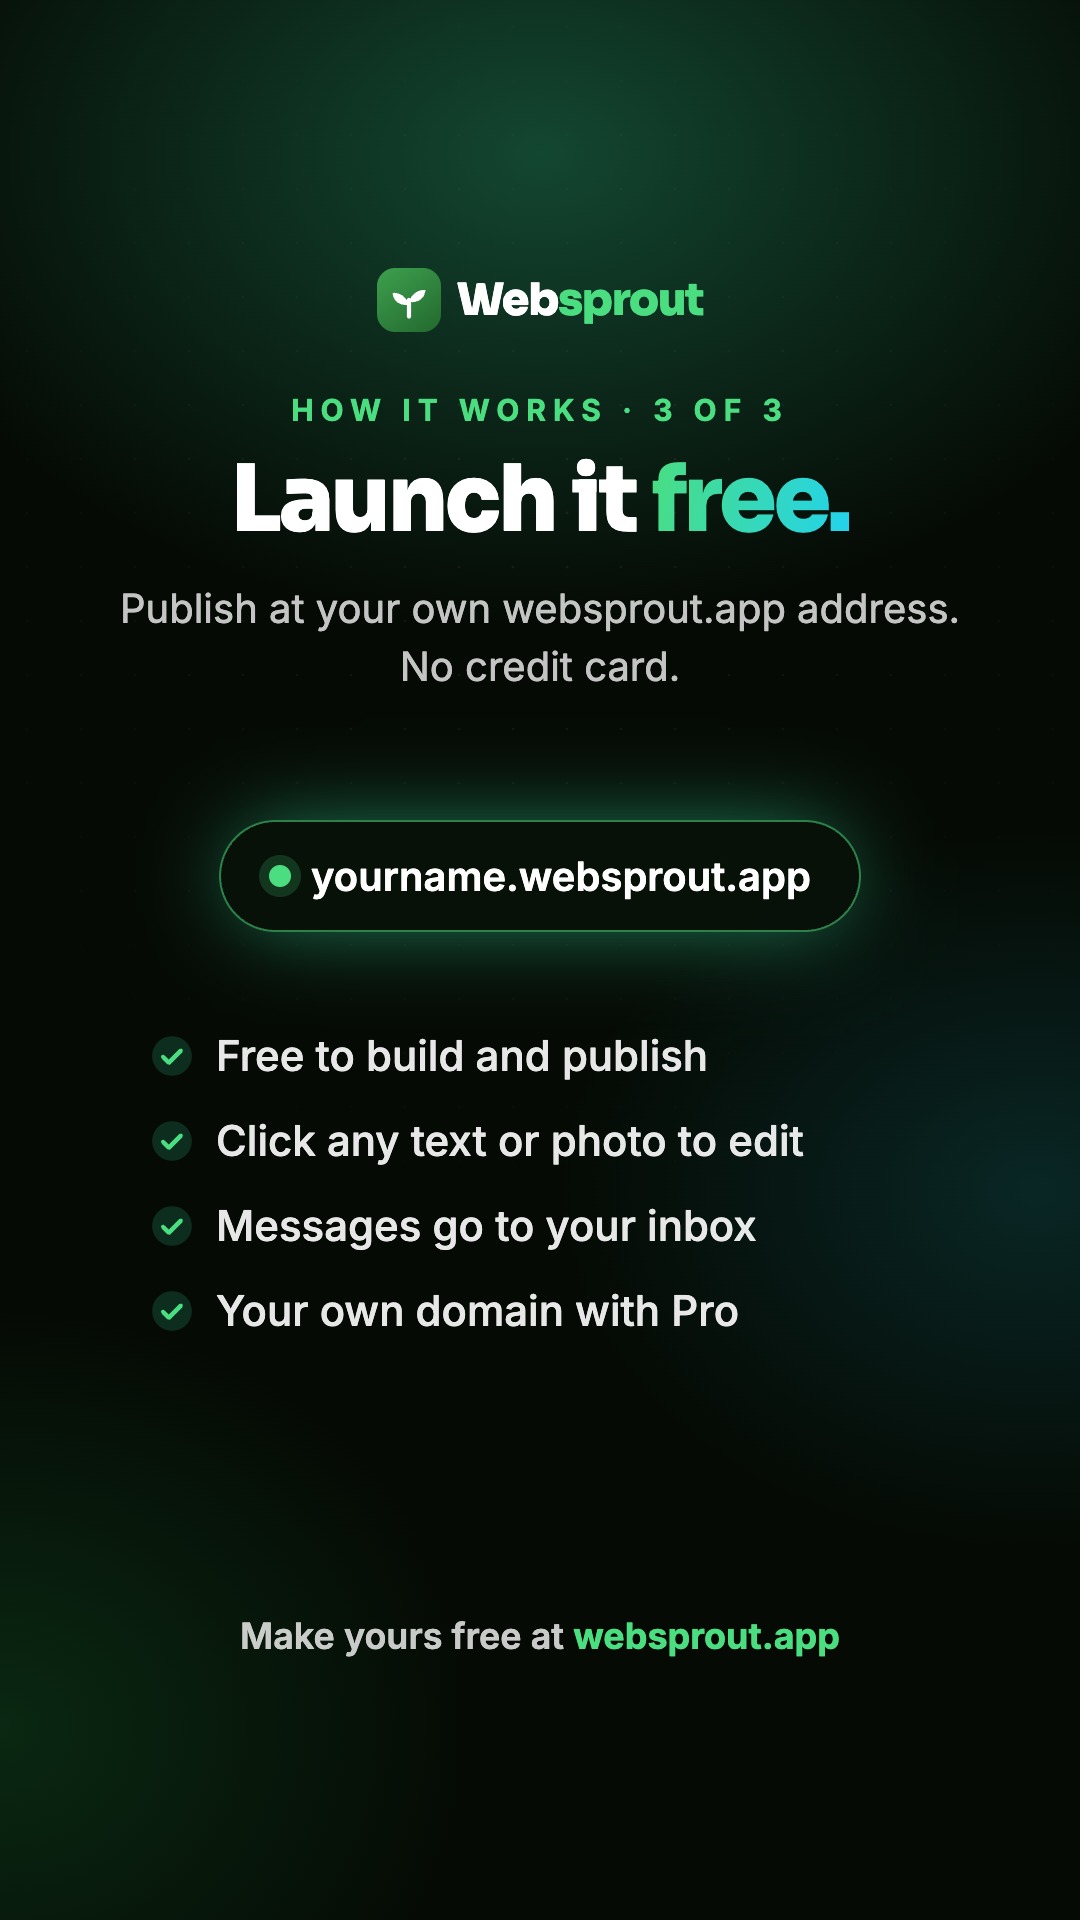 Websprout
HOW IT WORKS · 3 OF 3
Launch it free.
Publish at your own websprout.app address.
No credit card.
yourname.websprout.app
Free to build and publish
Click any text or photo to edit
Messages go to your inbox
Your own domain with Pro
Make yours free at websprout.app